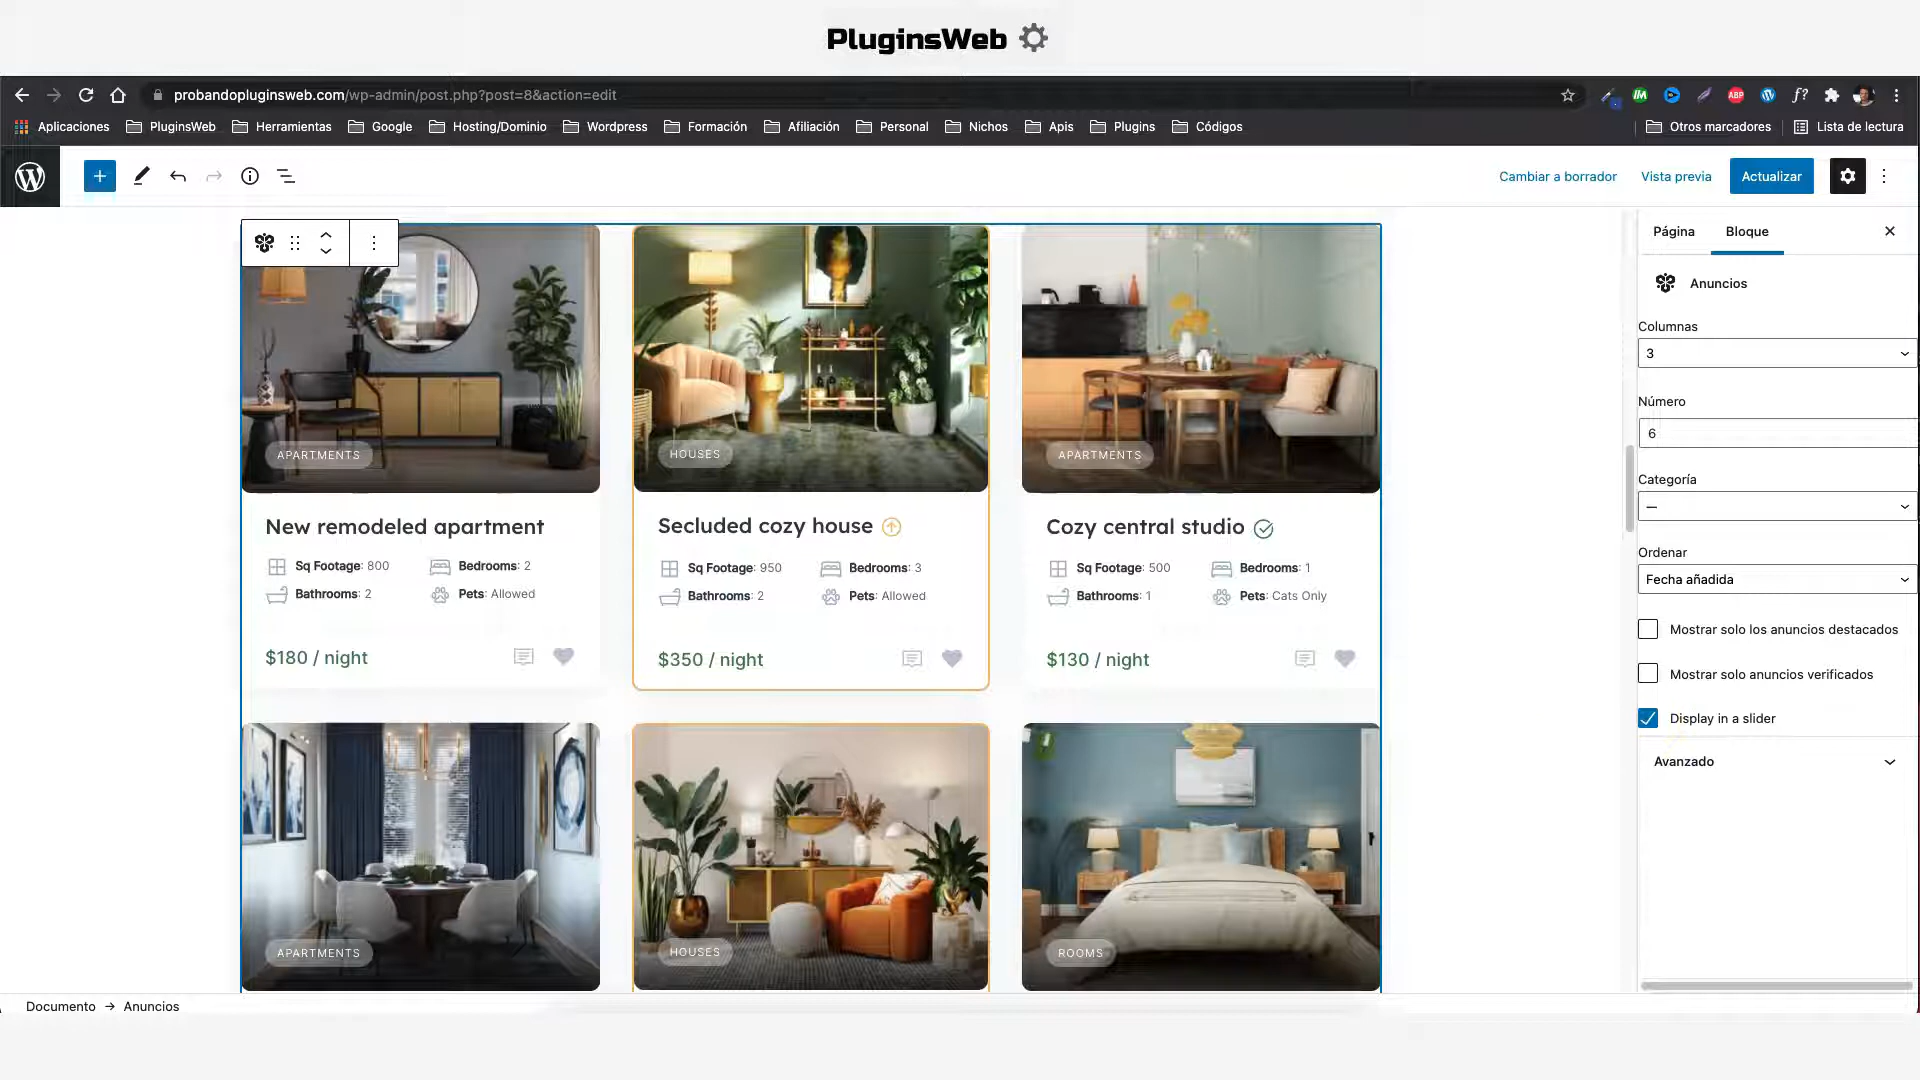 PluginsWeb
probandopluginsweb.com/wp-admin/post.php?post=8&action=edit
Aplicaciones PluginsWeb Herramientas Google Hosting/Dominio Wordpress Formación Afiliación Personal Nichos Apis Plugins Códigos Otros marcadores Lista de lectura
Cambiar a borrador Vista previa Actualizar
Página Bloque
Anuncios
Columnas
3
Número
6
Categoría
—
Ordenar
Fecha añadida
Mostrar solo los anuncios destacados
Mostrar solo anuncios verificados
Display in a slider
Avanzado
APARTMENTS
New remodeled apartment
Sq Footage: 800 Bedrooms: 2
Bathrooms: 2 Pets: Allowed
$180 / night
HOUSES
Secluded cozy house
Sq Footage: 950 Bedrooms: 3
Bathrooms: 2 Pets: Allowed
$350 / night
APARTMENTS
Cozy central studio
Sq Footage: 500 Bedrooms: 1
Bathrooms: 1 Pets: Cats Only
$130 / night
APARTMENTS
HOUSES
ROOMS
Documento → Anuncios